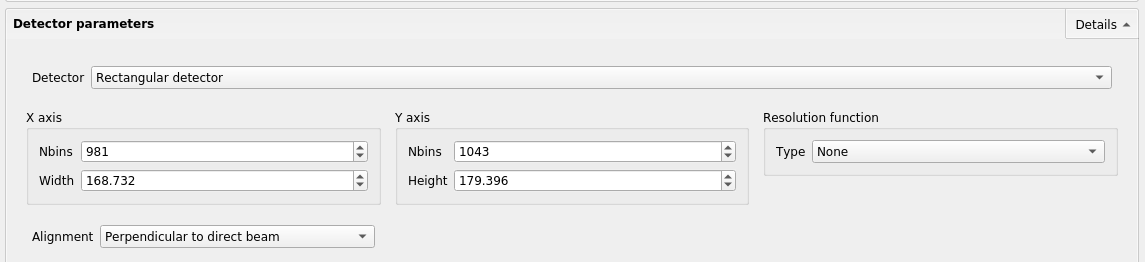 Detector parameters
Details
Detector Rectangular detector
X axis Y axis Resolution function
Nbins 981 Nbins 1043 Type None
Width 168.732 Height 179.396
Alignment Perpendicular to direct beam